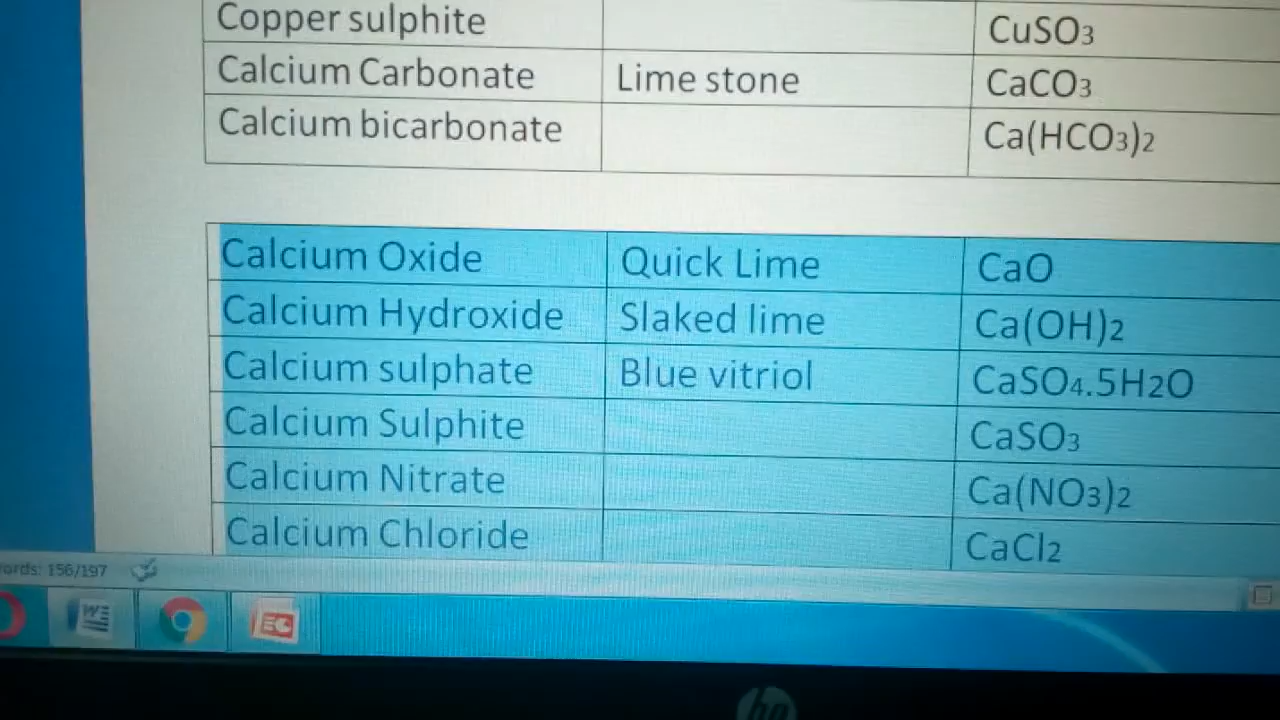 Copper sulphite CuSO3
Calcium Carbonate Lime stone CaCO3
Calcium bicarbonate Ca(HCO3)2
Calcium Oxide Quick Lime CaO
Calcium Hydroxide Slaked lime Ca(OH)2
Calcium sulphate Blue vitriol CaSO4.5H2O
Calcium Sulphite CaSO3
Calcium Nitrate Ca(NO3)2
Calcium Chloride CaCl2
ords: 156/197
hp